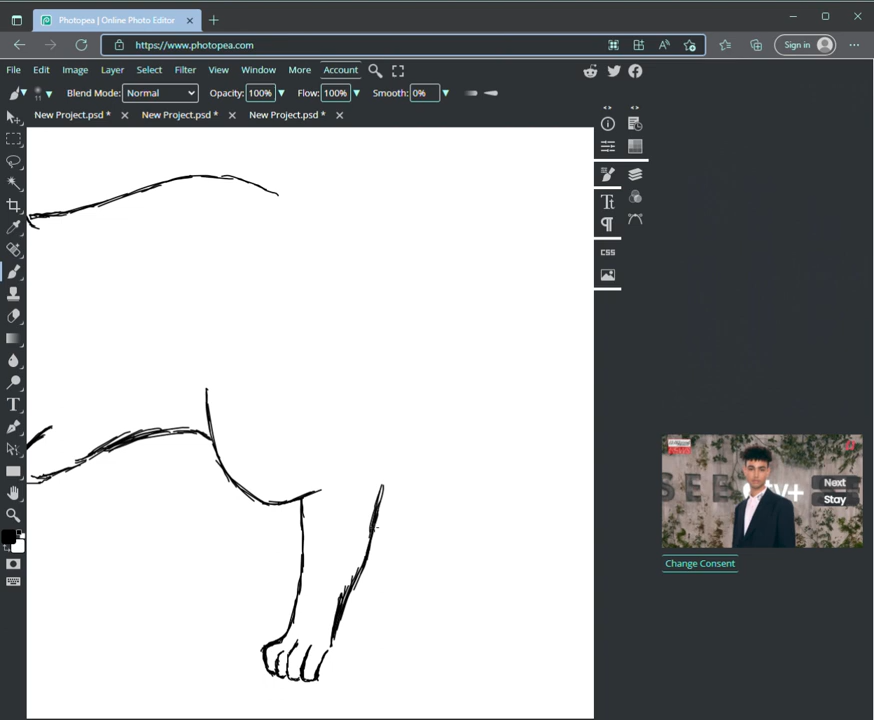 Photopea | Online Photo Editor
https://www.photopea.com
Sign in
File Edit Image Layer Select Filter View Window More Account
Blend Mode: Normal Opacity: 100% Flow: 100% Smooth: 0%
New Project.psd * New Project.psd * New Project.psd *
CSS
SEE tv+
Next
Stay
Change Consent